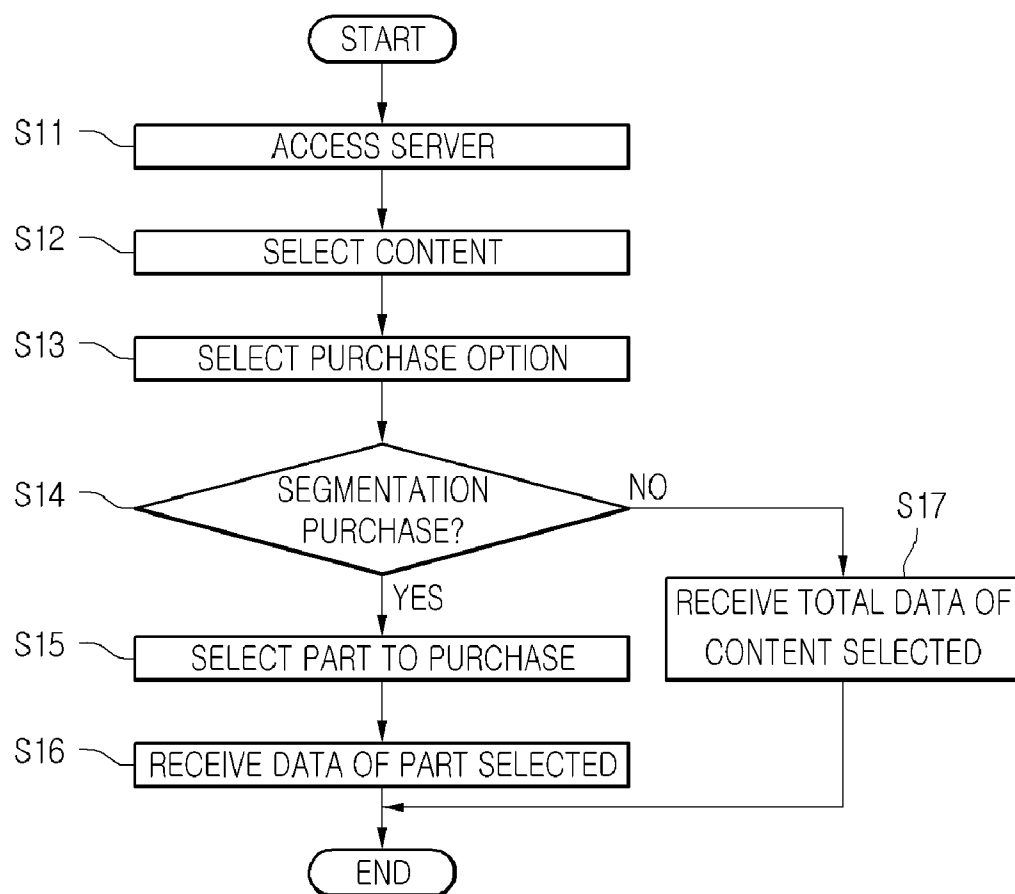 START
S11
ACCESS SERVER
S12
SELECT CONTENT
S13
SELECT PURCHASE OPTION
S14
SEGMENTATION
PURCHASE?
NO
YES
S17
RECEIVE TOTAL DATA OF
CONTENT SELECTED
S15
SELECT PART TO PURCHASE
S16
RECEIVE DATA OF PART SELECTED
END